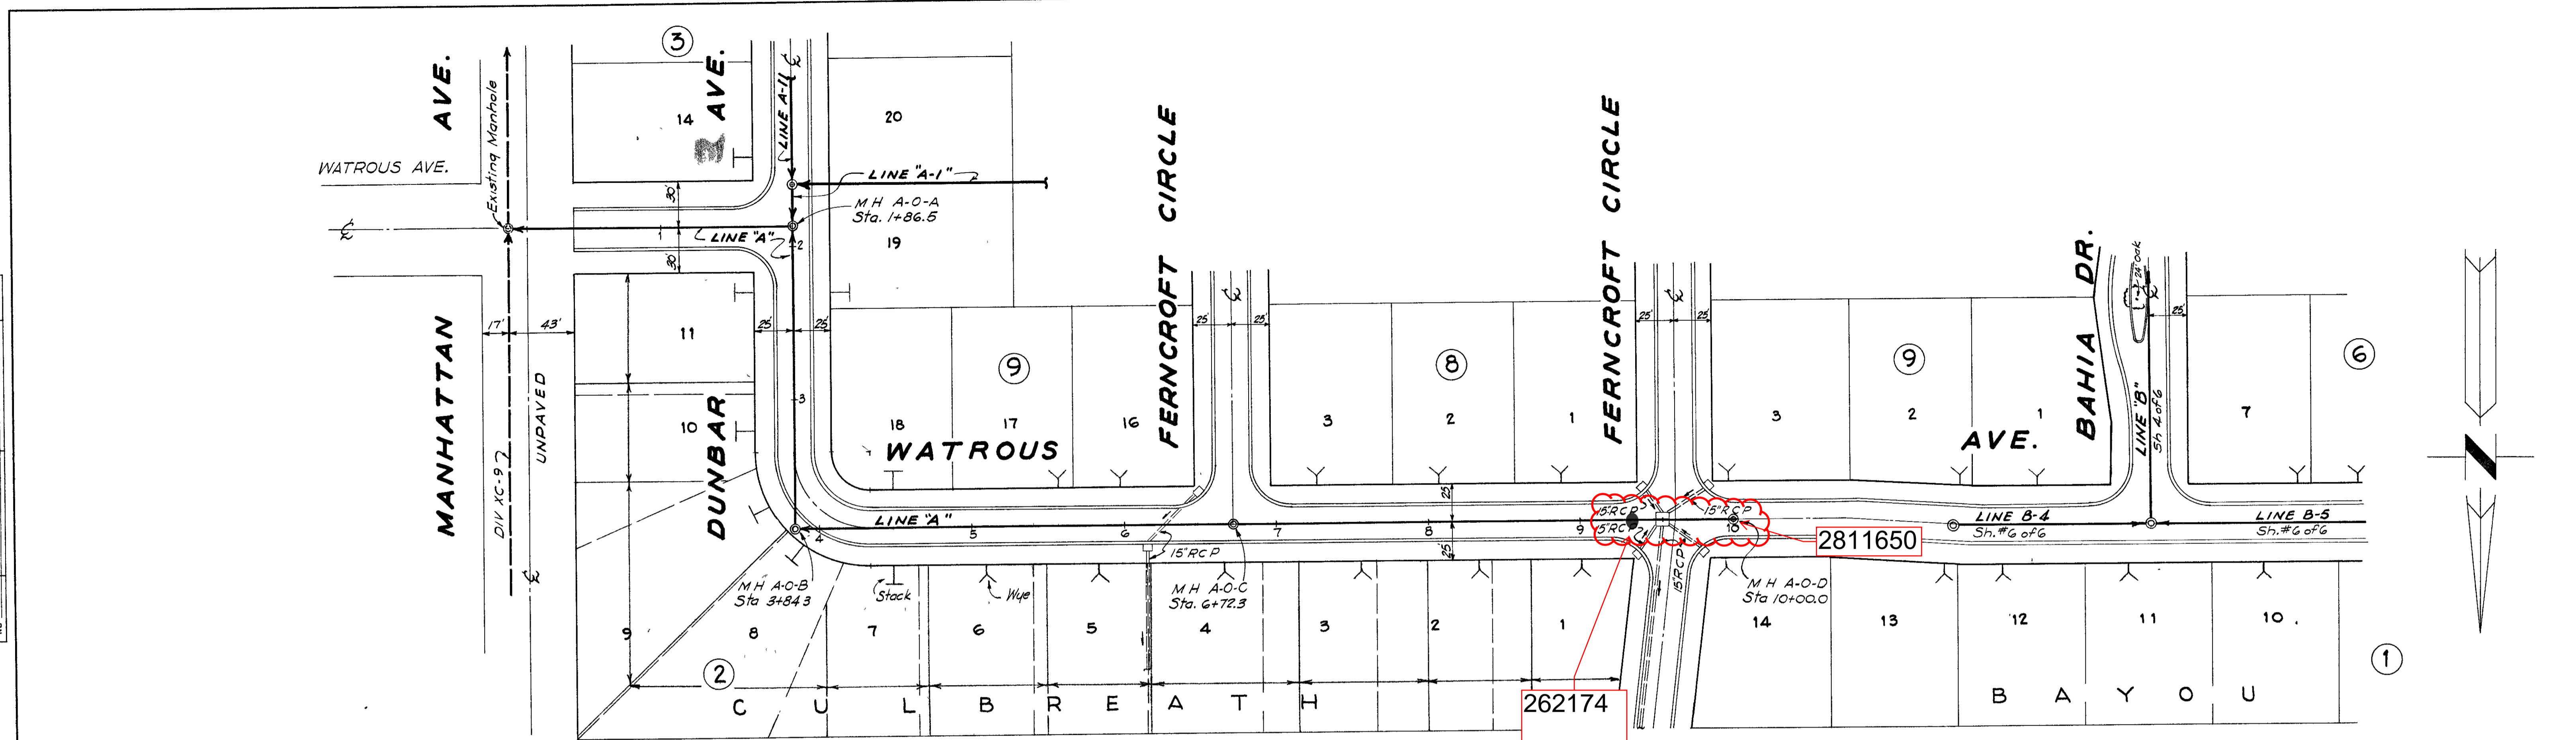 MANHATTAN AVE.
WATROUS AVE.
Existing Manhole
3
14
AVE.
LINE A-1
20
LINE "A-1"
M H A-O-A
Sta. 1+86.5
19
30'
30'
1
LINE "A"
2
17'
43'
UNPAVED
DIV XC-9
11
10
DUNBAR
25'
25'
3
9
18
17
16
WATROUS
FERNCROFT CIRCLE
25'
25'
8
3
2
1
FERNCROFT CIRCLE
25'
25'
9
3
2
1
AVE.
BAHIA DR.
24" oak
LINE "B"
Sh 4 of 6
25'
7
6
N
4
LINE "A"
5
6
7
8
9
10
25'
25'
15"RCP
15"RCP
15"RCP
15"RCP
15"RCP
LINE B-4
Sh.#6 of 6
LINE B-5
Sh.#6 of 6
2811650
M H A-O-B
Sta 3+84.3
Stack
Wye
M H A-O-C
Sta. 6+72.3
M H A-O-D
Sta 10+00.0
9
8
7
6
5
4
3
2
1
14
13
12
11
10
2
1
262174
CULBREATH
BAYOU